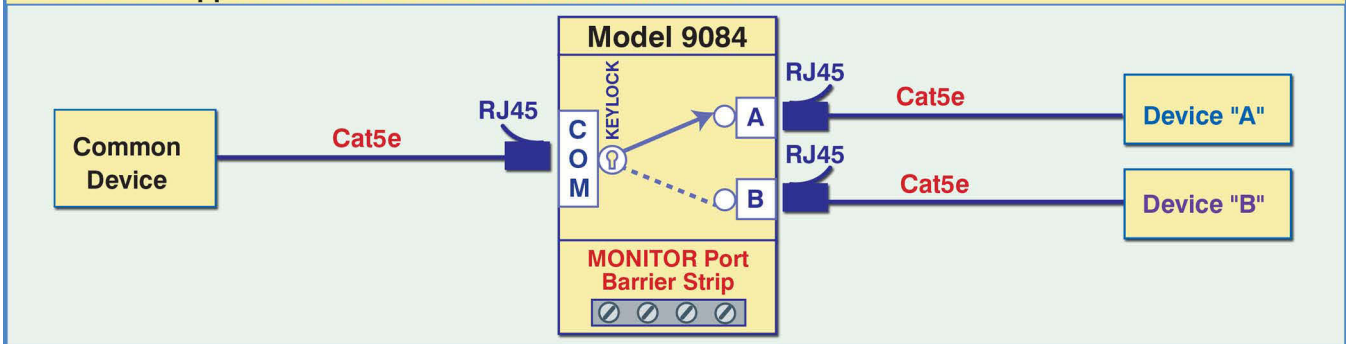 Model 9084
KEYLOCK
RJ45
Cat5e
Common
Device
Cat5e
RJ45
C
O
M
A
Device "A"
RJ45
Cat5e
B
Device "B"
MONITOR Port
Barrier Strip